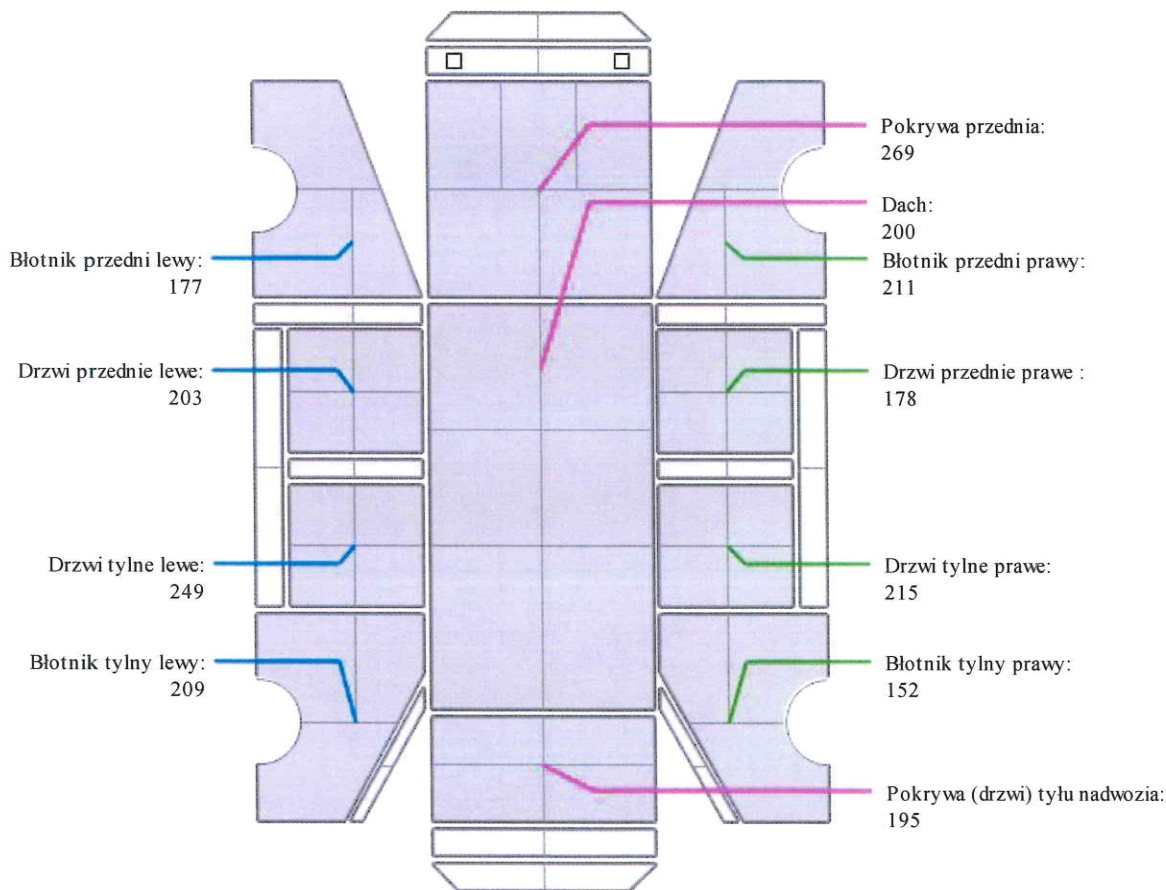 Pokrywa przednia:
269
Dach:
200
Błotnik przedni lewy:
177
Błotnik przedni prawy:
211
Drzwi przednie lewe:
203
Drzwi przednie prawe :
178
Drzwi tylne lewe:
249
Drzwi tylne prawe:
215
Błotnik tylny lewy:
209
Błotnik tylny prawy:
152
Pokrywa (drzwi) tyłu nadwozia:
195